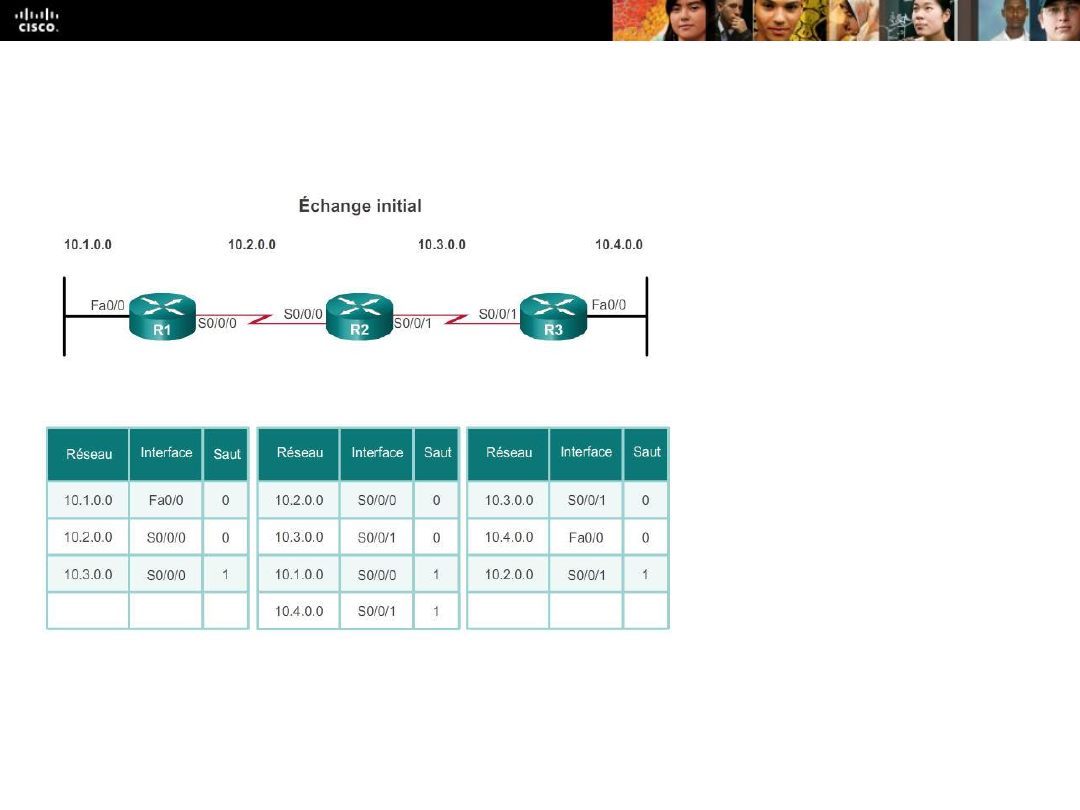 CISCO.
Échange initial
10.1.0.0 10.2.0.0 10.3.0.0 10.4.0.0
Fa0/0 R1 S0/0/0 S0/0/0 R2 S0/0/1 S0/0/1 R3 Fa0/0
Réseau Interface Saut Réseau Interface Saut Réseau Interface Saut
10.1.0.0 Fa0/0 0 10.2.0.0 S0/0/0 0 10.3.0.0 S0/0/1 0
10.2.0.0 S0/0/0 0 10.3.0.0 S0/0/1 0 10.4.0.0 Fa0/0 0
10.3.0.0 S0/0/0 1 10.1.0.0 S0/0/0 1 10.2.0.0 S0/0/1 1
10.4.0.0 S0/0/1 1